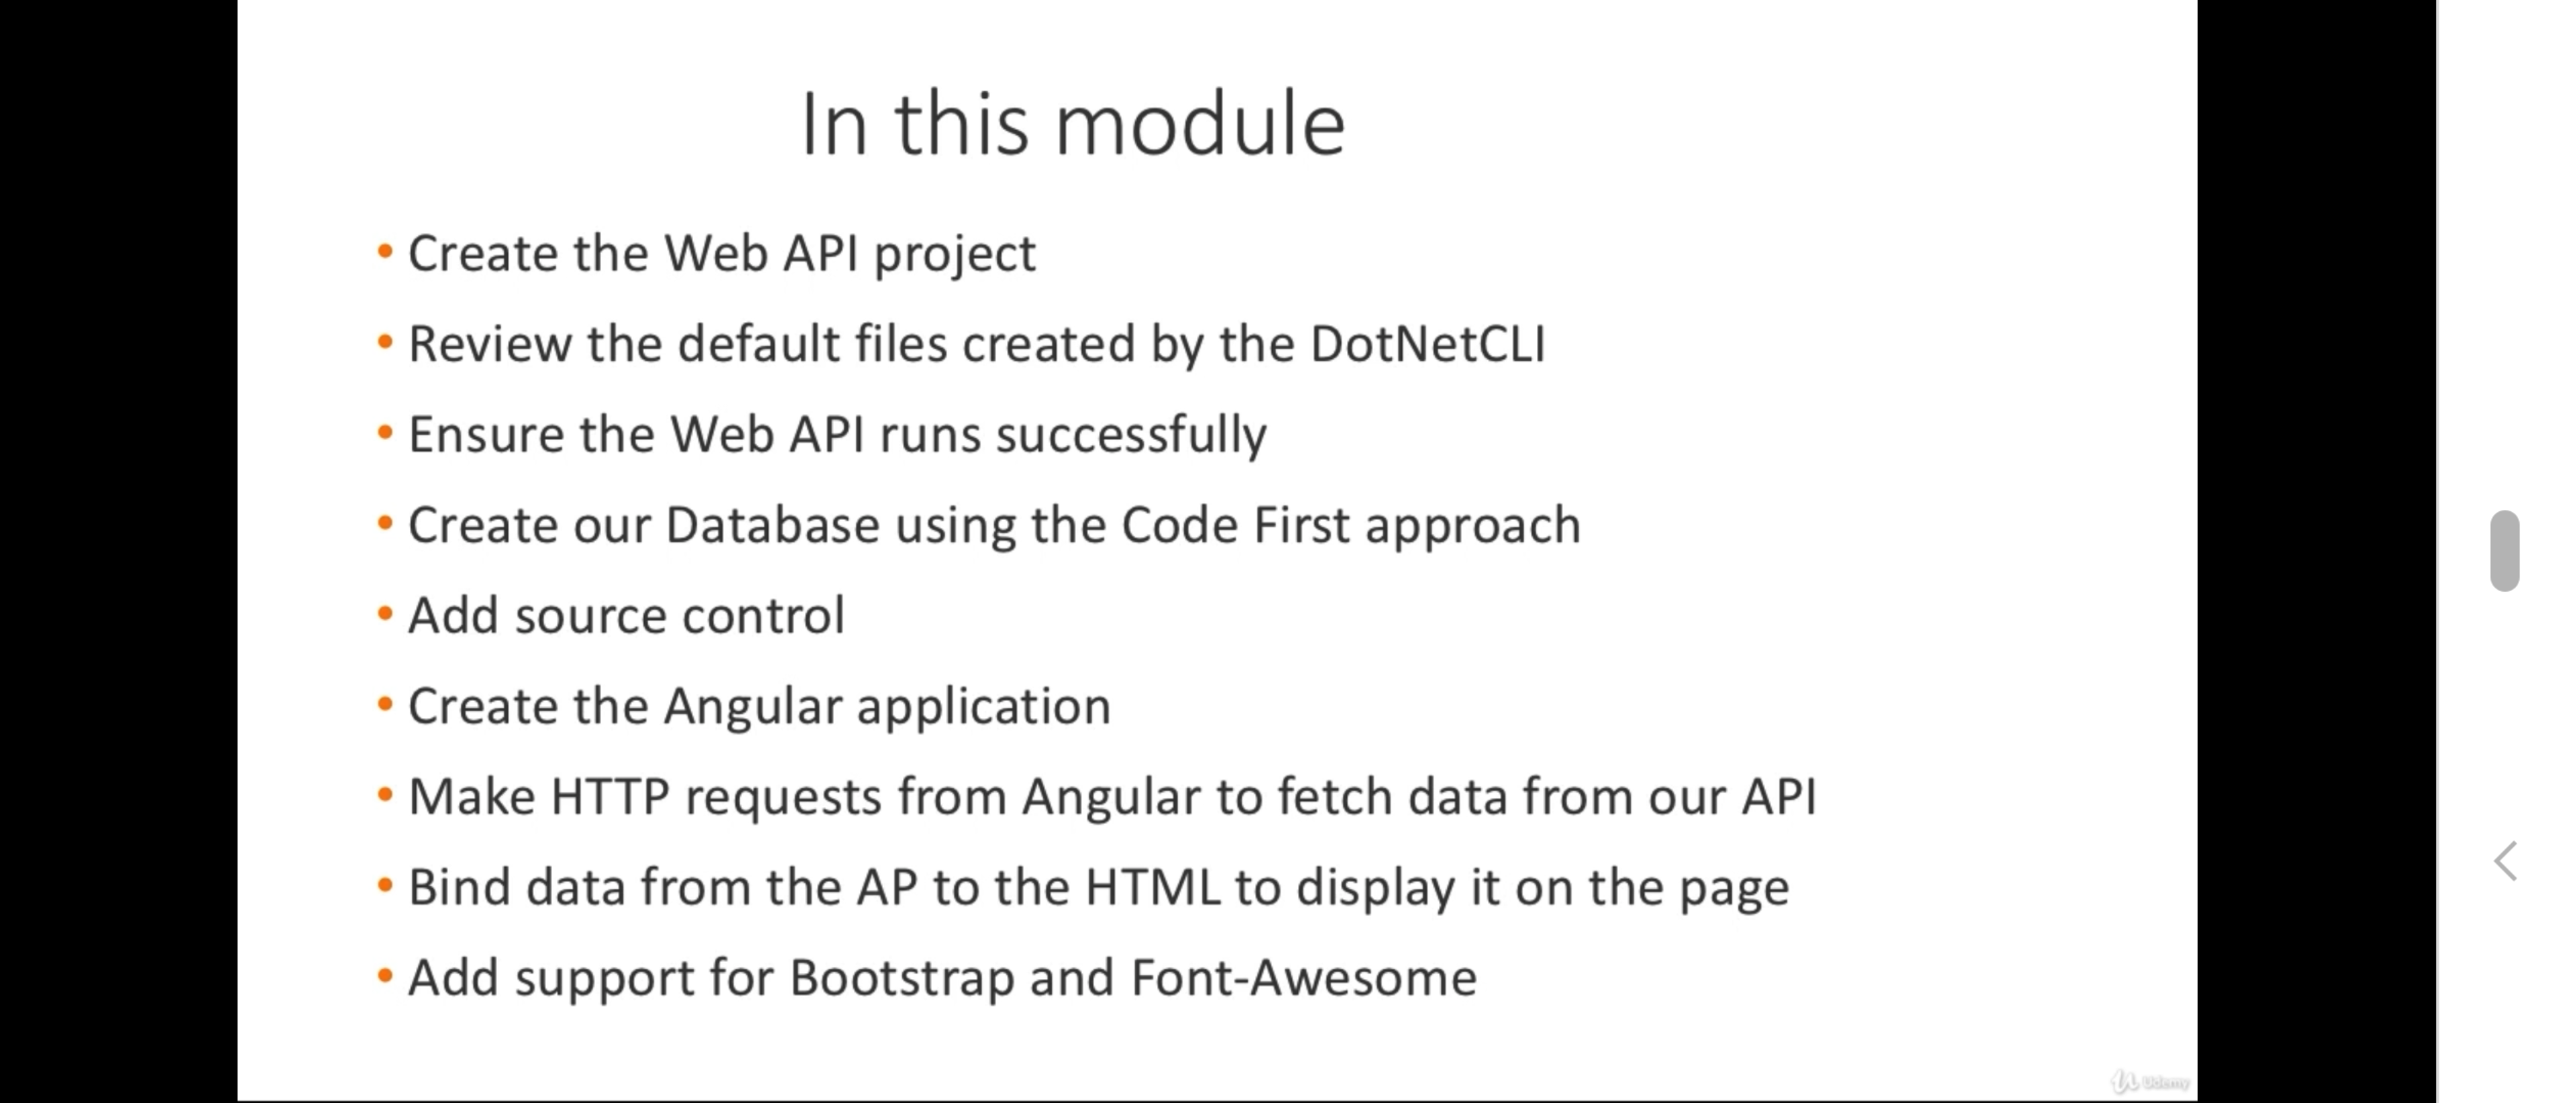 In this module
• Create the Web API project
• Review the default files created by the DotNetCLI
• Ensure the Web API runs successfully
• Create our Database using the Code First approach
• Add source control
• Create the Angular application
• Make HTTP requests from Angular to fetch data from our API
• Bind data from the AP to the HTML to display it on the page
• Add support for Bootstrap and Font-Awesome
Udemy